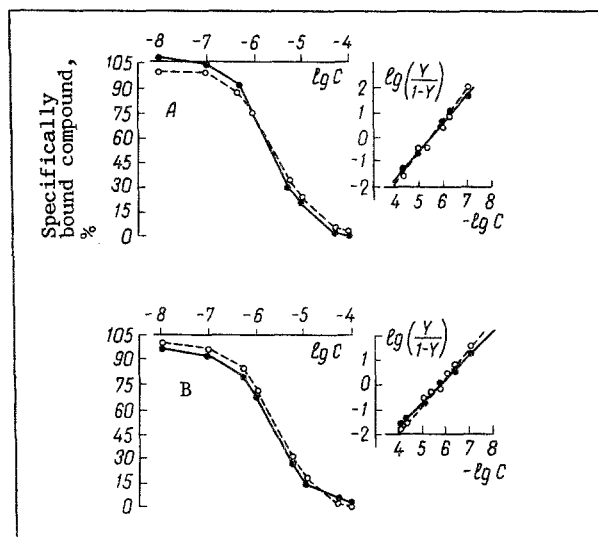 -8 -7 -6 -5 -4
lg C
Specifically
bound compound,
%
105
90
75
60
45
30
15
0
A
lg(Y/1-Y)
2
1
0
-1
-2
4 5 6 7 8
-lg C
-8 -7 -6 -5 -4
lg C
105
90
75
60
45
30
15
0
B
lg(Y/1-Y)
1
0
-1
-2
4 5 6 7 8
-lg C